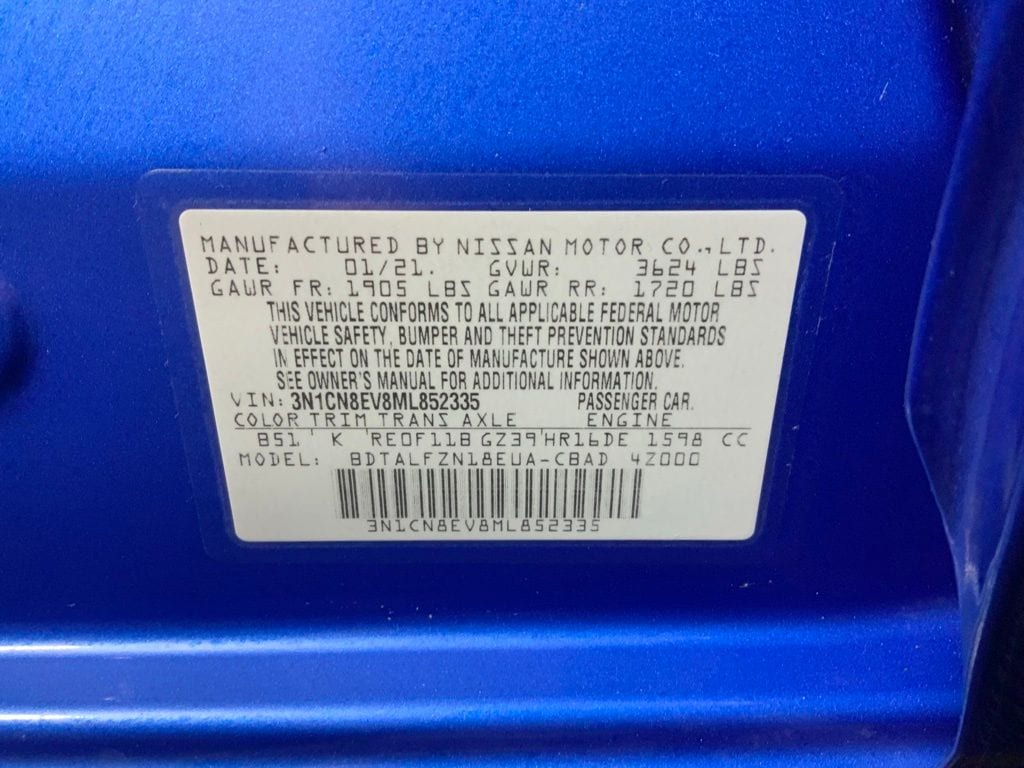 MANUFACTURED BY NISSAN MOTOR CO., LTD.
DATE: 01/21. GVWR: 3624 LBS
GAWR FR: 1905 LBS GAWR RR: 1720 LBS
THIS VEHICLE CONFORMS TO ALL APPLICABLE FEDERAL MOTOR
VEHICLE SAFETY, BUMPER AND THEFT PREVENTION STANDARDS
IN EFFECT ON THE DATE OF MANUFACTURE SHOWN ABOVE.
SEE OWNER'S MANUAL FOR ADDITIONAL INFORMATION.
VIN: 3N1CN8EV8ML852335 PASSENGER CAR.
COLOR TRIM TRANS AXLE ENGINE
B51 ' K 'RE0F11B GZ39'HR16DE 1598 CC
MODEL: BDTALFZN18EUA-CBAD 4Z000
3N1CN8EV8ML852335